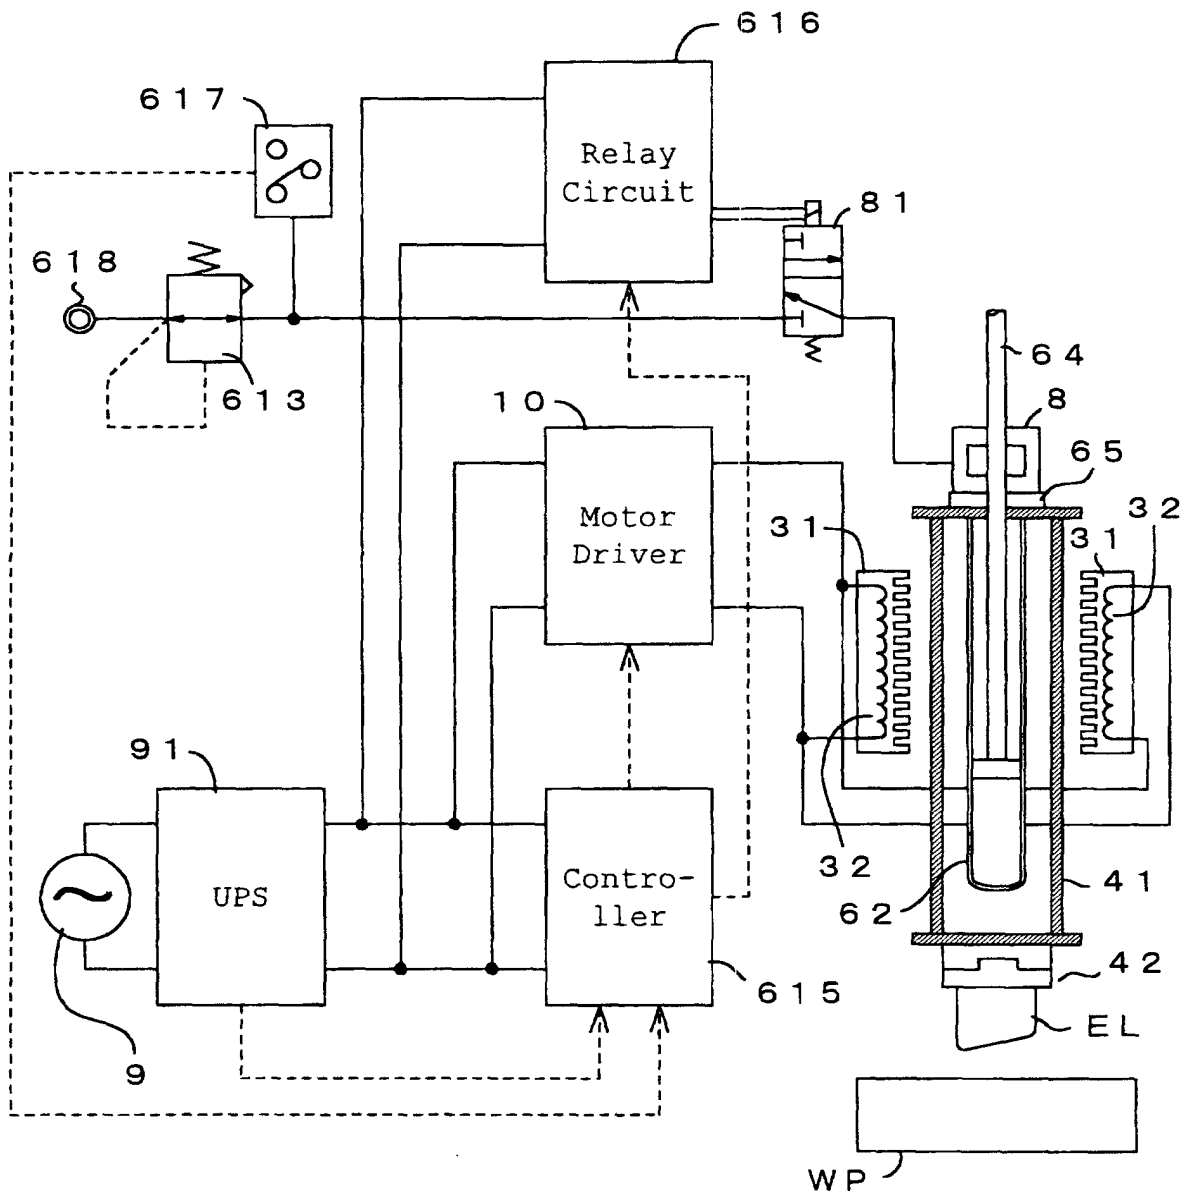 616
617
Relay
Circuit
81
618
64
613
10
8
65
32
Motor
Driver
31
31
91
32
62
41
UPS
Contro-
ller
42
615
EL
9
WP